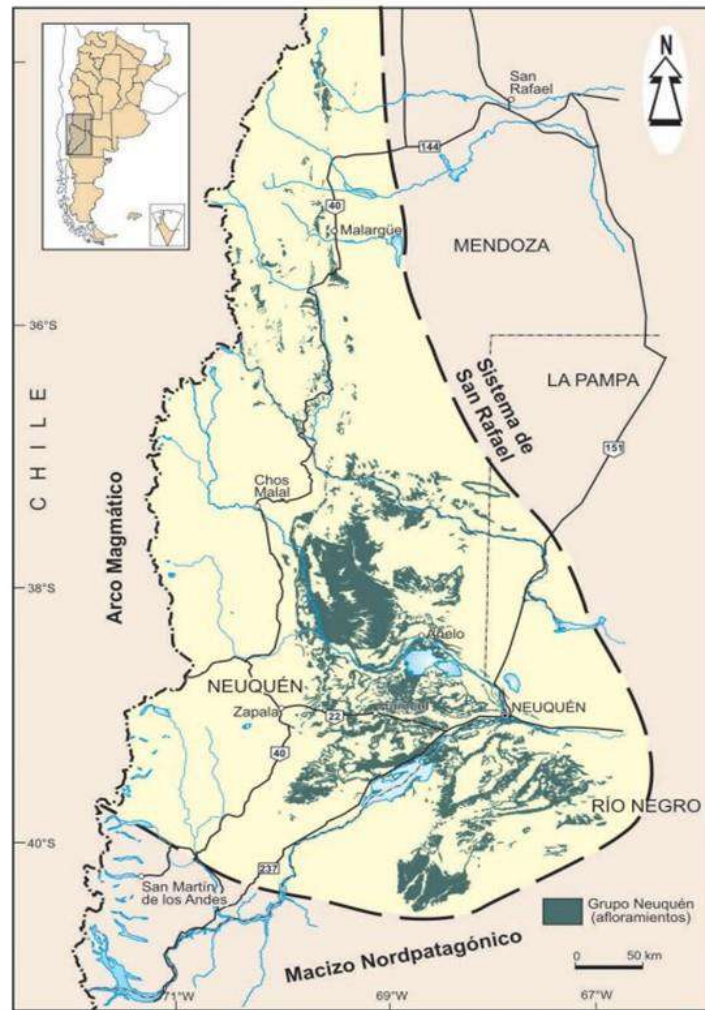 N
San
Rafael
144
40
Malargüe
MENDOZA
36°S
CHILE
Sistema de
San Rafael
LA PAMPA
151
Chos
Malal
Arco Magmático
38°S
Añelo
NEUQUÉN
Zapala
22
NEUQUÉN
40
RÍO NEGRO
40°S
237
San Martín
de los Andes
Grupo Neuquén
(afloramientos)
Macizo Nordpatagónico
0 50 km
71°W 69°W 67°W